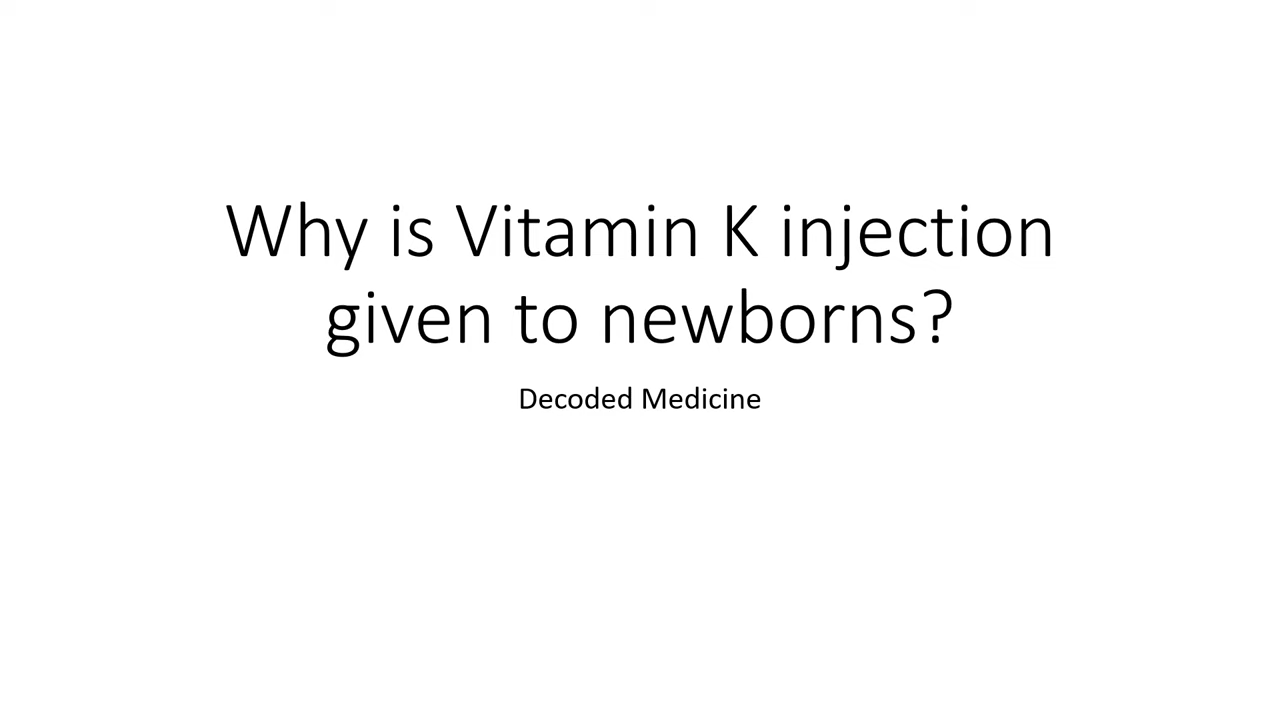 Why is Vitamin K injection
given to newborns?
Decoded Medicine